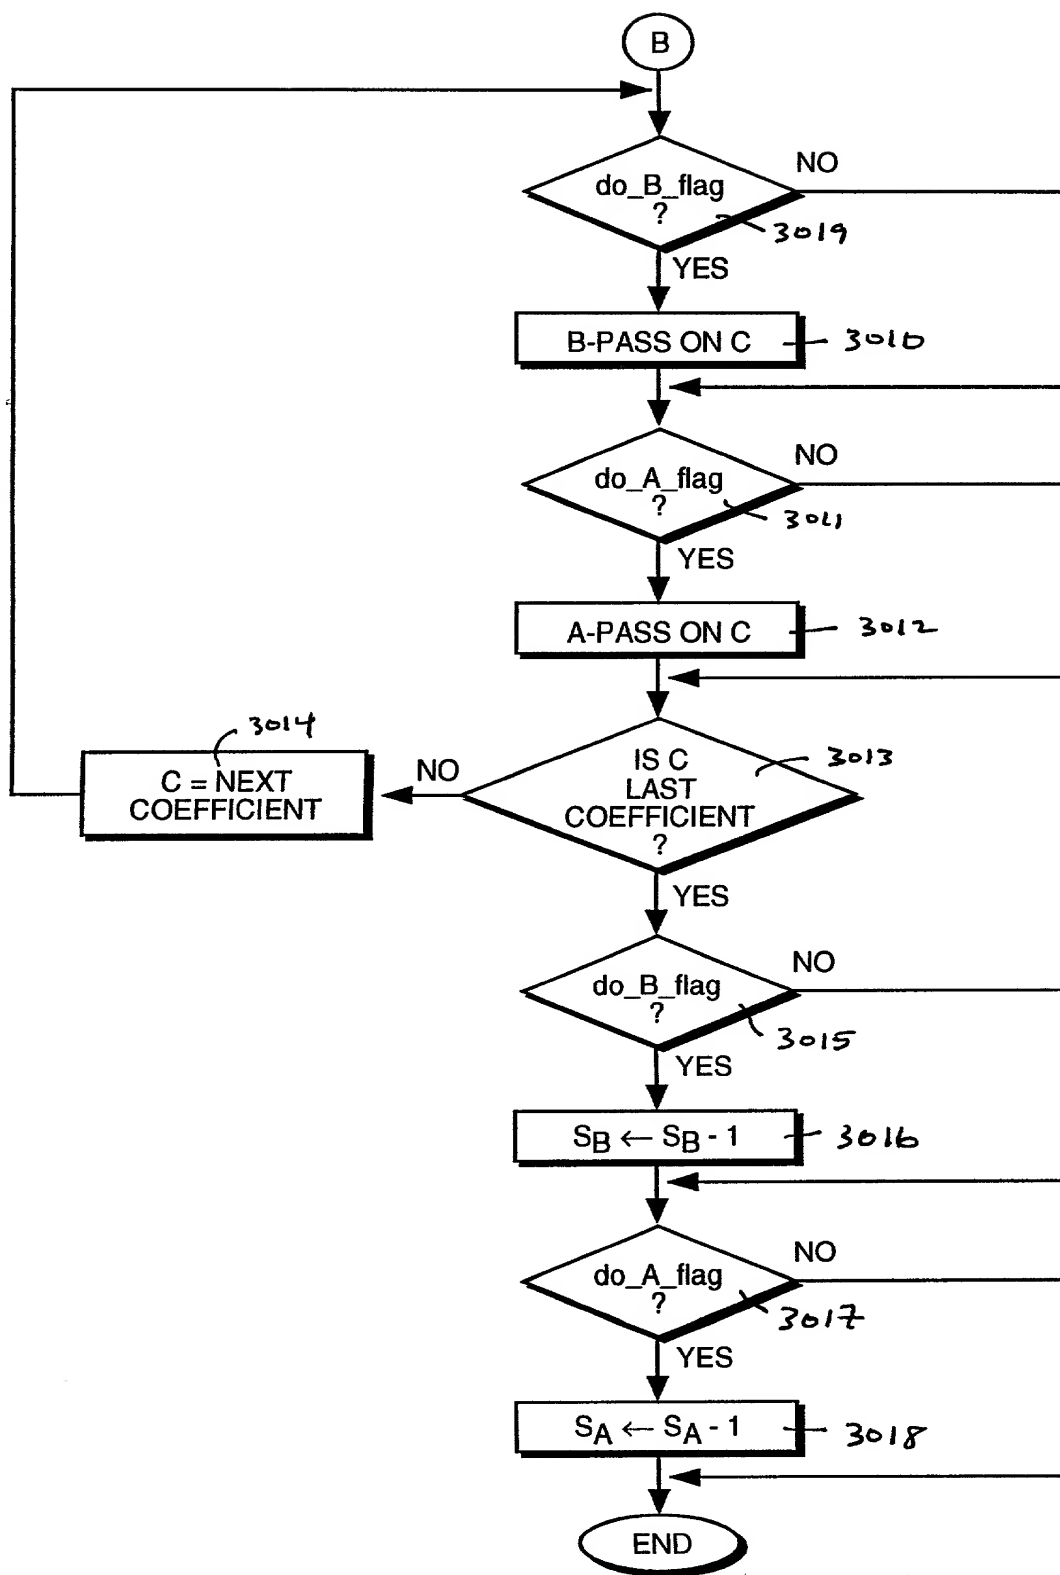 B
NO
do_B_flag
?
3019
YES
B-PASS ON C
3010
NO
do_A_flag
?
3011
YES
A-PASS ON C
3012
3014
C = NEXT
COEFFICIENT
NO
IS C
LAST
COEFFICIENT
?
3013
YES
NO
do_B_flag
?
3015
YES
SB ← SB - 1
3016
NO
do_A_flag
?
3017
YES
SA ← SA - 1
3018
END